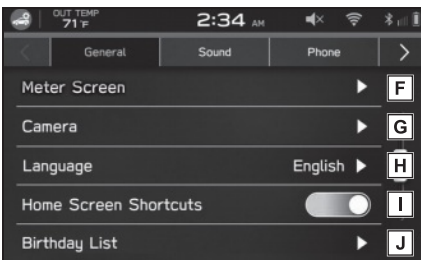 OUT TEMP
71°F
2:34 AM
General Sound Phone
Meter Screen F
Camera G
Language English H
Home Screen Shortcuts I
Birthday List J